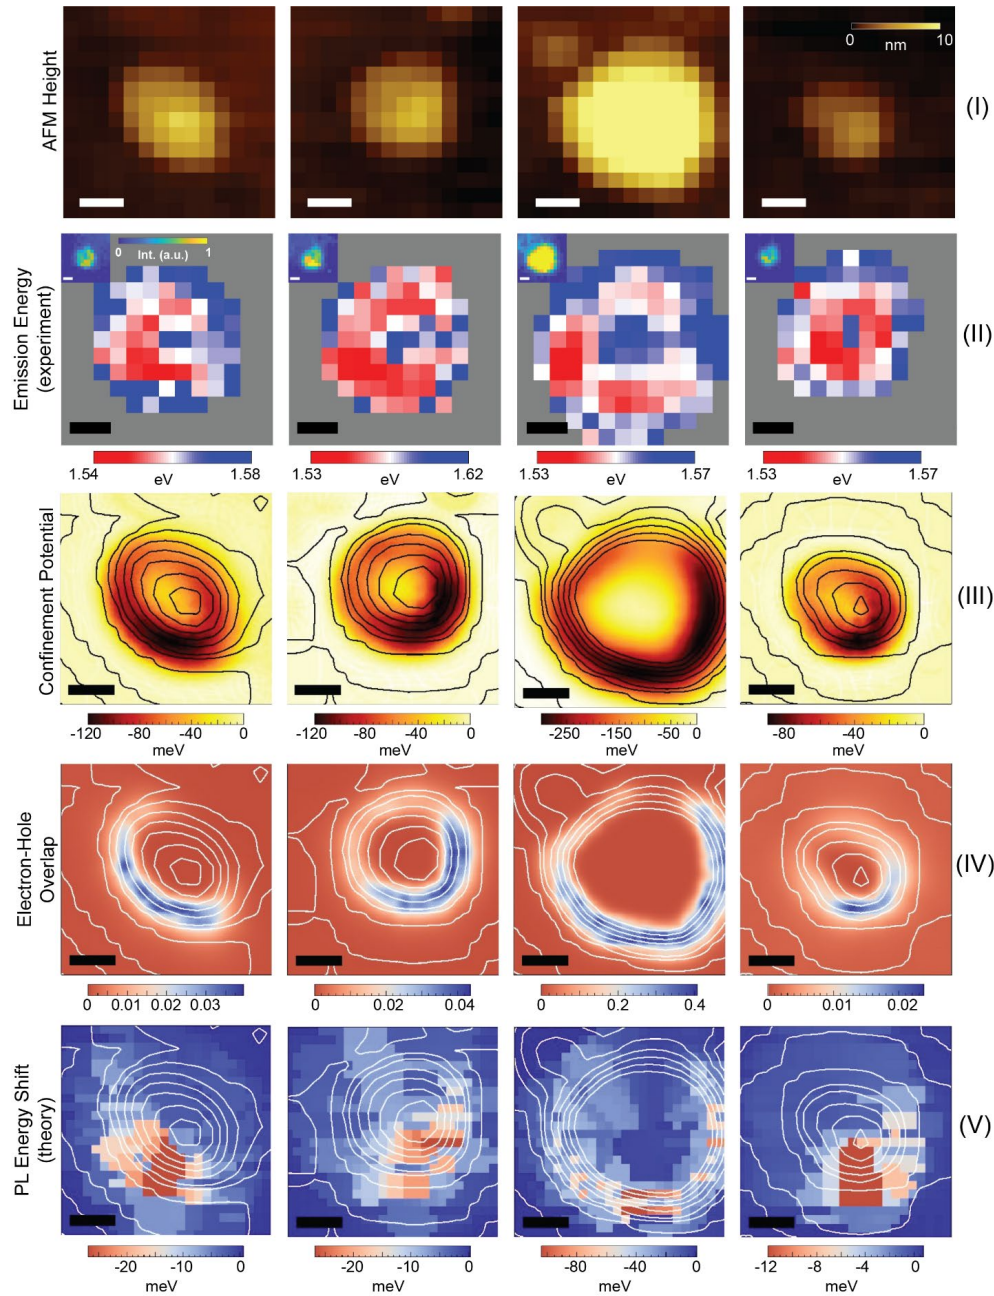 AFM Height
0 10
nm
(I)
Emission Energy
(experiment)
0 Int. (a.u.) 1
(II)
1.54 1.58
eV
1.53 1.62
eV
1.53 1.57
eV
1.53 1.57
eV
Confinement Potential
(III)
-120 -80 -40 0
meV
-120 -80 -40 0
meV
-250 -150 -50 0
meV
-80 -40 0
meV
Electron-Hole
Overlap
(IV)
0 0.01 0.02 0.03
0 0.02 0.04
0 0.2 0.4
0 0.01 0.02
PL Energy Shift
(theory)
(V)
-20 -10 0
meV
-20 -10 0
meV
-80 -40 0
meV
-12 -8 -4 0
meV